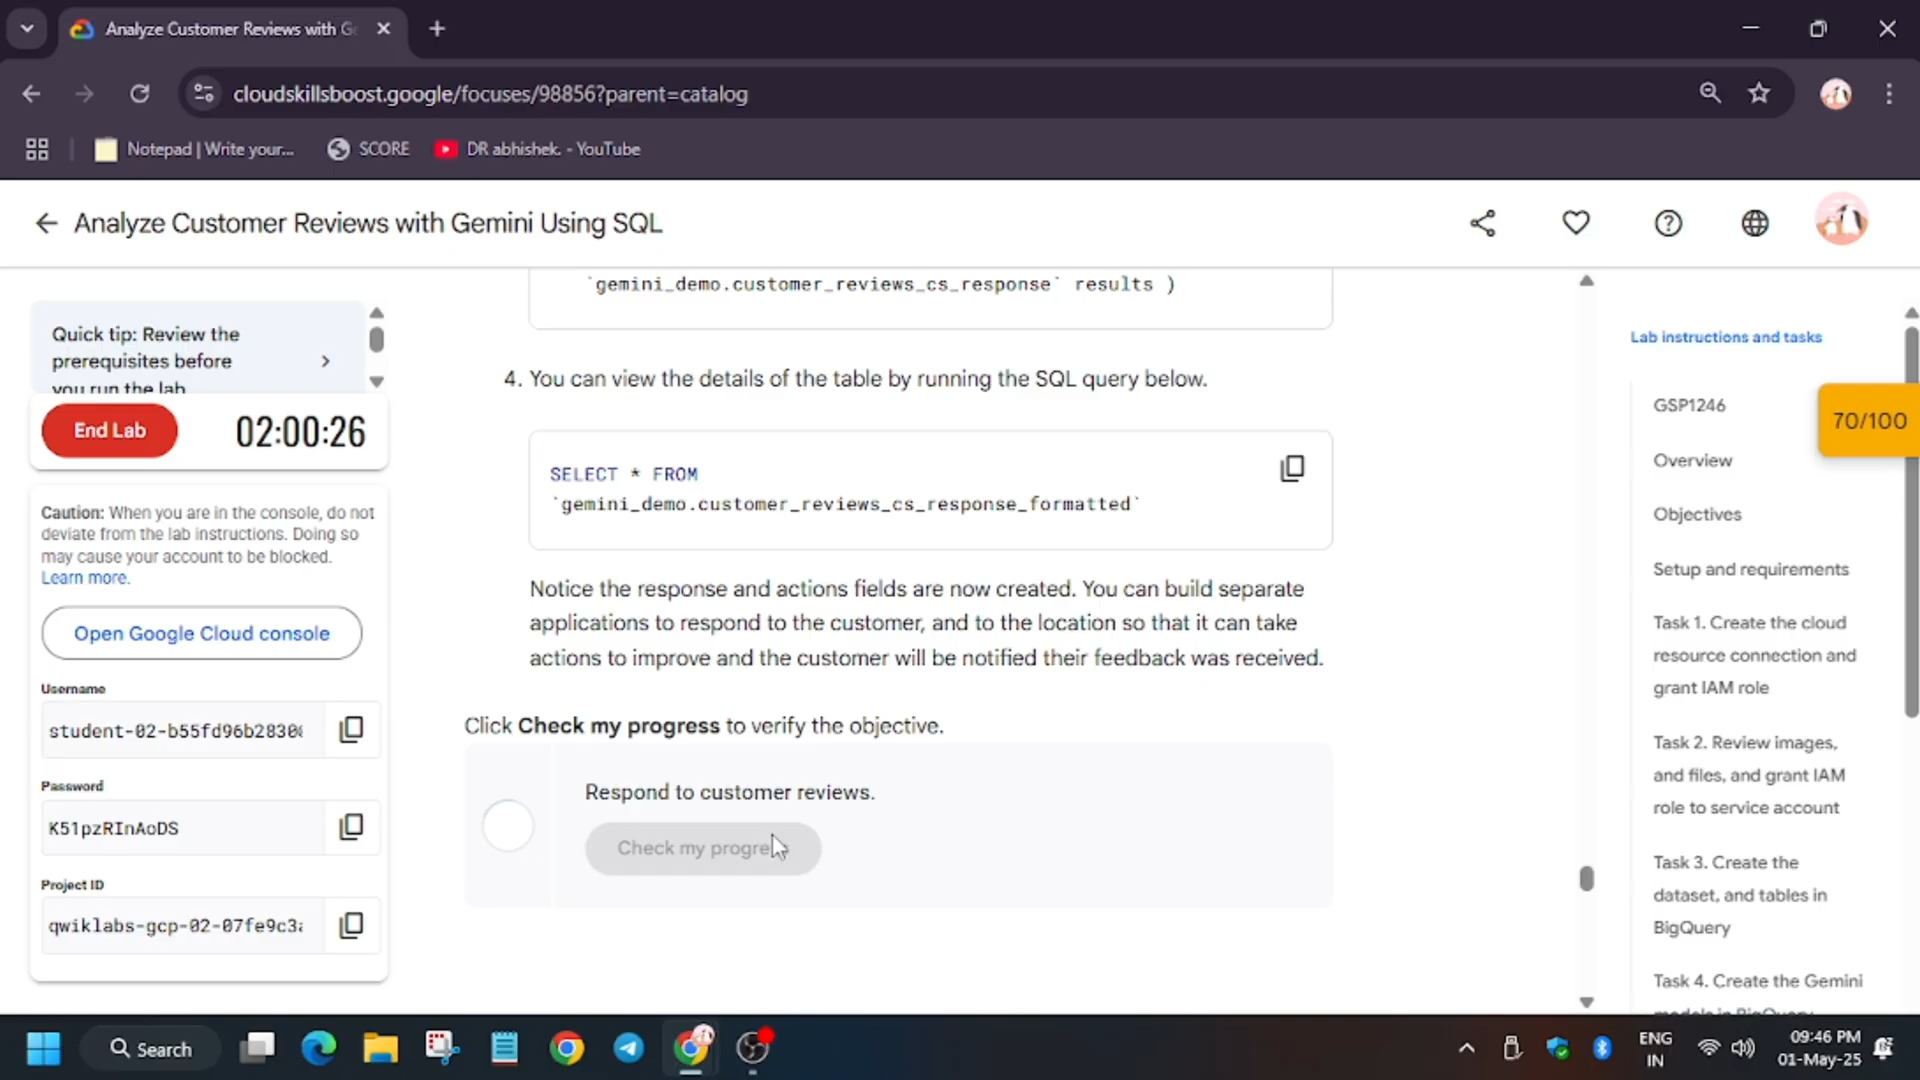 Analyze Customer Reviews with Ge
cloudskillsboost.google/focuses/98856?parent=catalog
Notepad | Write your...
SCORE
DR abhishek. - YouTube
Analyze Customer Reviews with Gemini Using SQL
Quick tip: Review the
prerequisites before
you run the lab
End Lab
02:00:26
Caution: When you are in the console, do not
deviate from the lab instructions. Doing so
may cause your account to be blocked.
Learn more.
Open Google Cloud console
Username
student-02-b55fd96b2830
Password
K51pzRInAoDS
Project ID
qwiklabs-gcp-02-07fe9c3
`gemini_demo.customer_reviews_cs_response` results )
4. You can view the details of the table by running the SQL query below.
SELECT * FROM
`gemini_demo.customer_reviews_cs_response_formatted`
Notice the response and actions fields are now created. You can build separate
applications to respond to the customer, and to the location so that it can take
actions to improve and the customer will be notified their feedback was received.
Click Check my progress to verify the objective.
Respond to customer reviews.
Check my progre
Lab instructions and tasks
GSP1246
70/100
Overview
Objectives
Setup and requirements
Task 1. Create the cloud
resource connection and
grant IAM role
Task 2. Review images,
and files, and grant IAM
role to service account
Task 3. Create the
dataset, and tables in
BigQuery
Task 4. Create the Gemini
models in BigQuery
Search
ENG
IN
09:46 PM
01-May-25